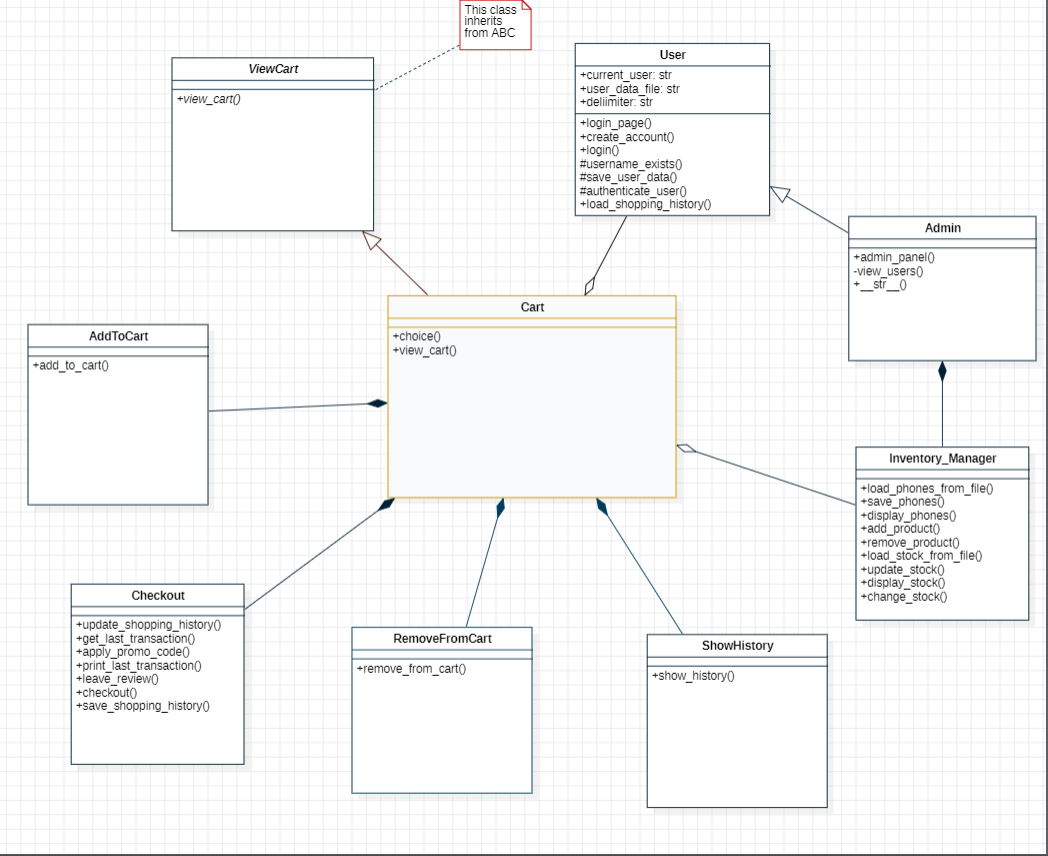 This class
inherits
from ABC
ViewCart
+view_cart()
User
+current_user: str
+user_data_file: str
+deliimiter: str
+login_page()
+create_account()
+login()
#username_exists()
#save_user_data()
#authenticate_user()
+load_shopping_history()
Admin
+admin_panel()
-view_users()
+__str__()
Cart
+choice()
+view_cart()
AddToCart
+add_to_cart()
Inventory_Manager
+load_phones_from_file()
+save_phones()
+display_phones()
+add_product()
+remove_product()
+load_stock_from_file()
+update_stock()
+display_stock()
+change_stock()
Checkout
+update_shopping_history()
+get_last_transaction()
+apply_promo_code()
+print_last_transaction()
+leave_review()
+checkout()
+save_shopping_history()
RemoveFromCart
+remove_from_cart()
ShowHistory
+show_history()